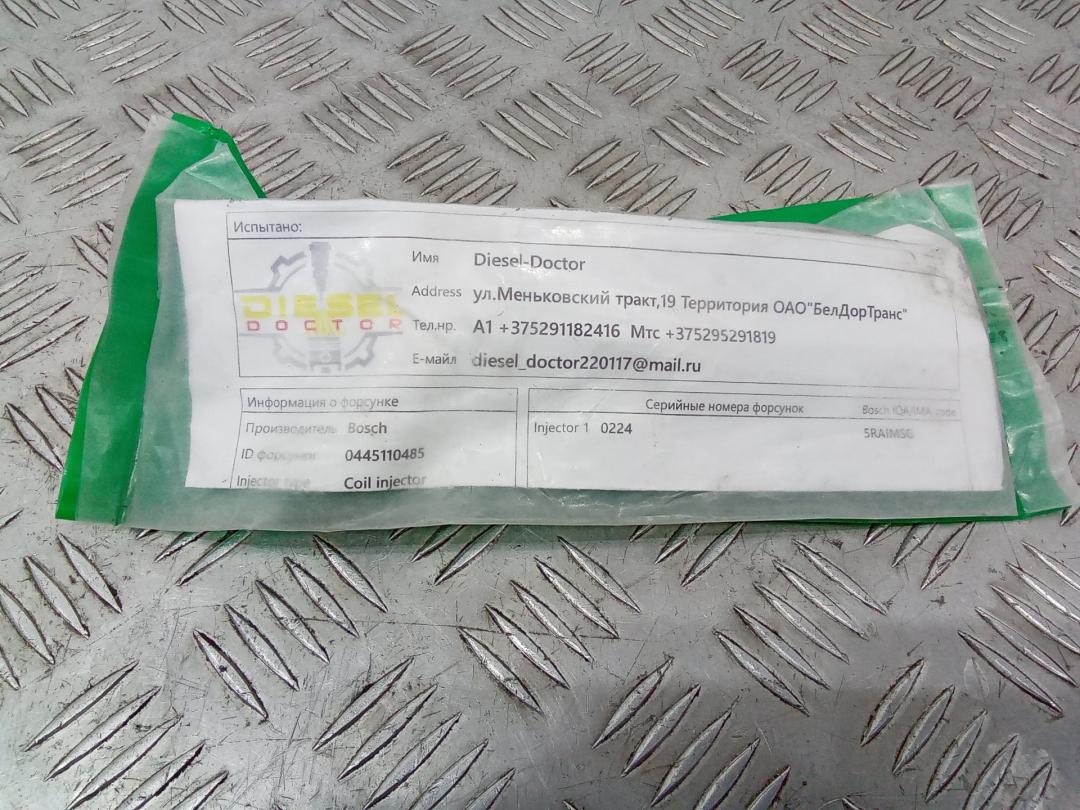 Испытано:
DIESEL
DOCTOR
Имя Diesel-Doctor
Address ул.Меньковский тракт,19 Территория ОАО"БелДорТранс"
Тел,нр. А1 +375291182416 Мтс +375295291819
Е-майл diesel_doctor220117@mail.ru
Информация о форсунке
Производитель Bosch
ID форсунки 0445110485
Injector type Coil injector
Серийные номера форсунок Bosch IQA/IMA code
Injector 1 0224 5RAIMSG